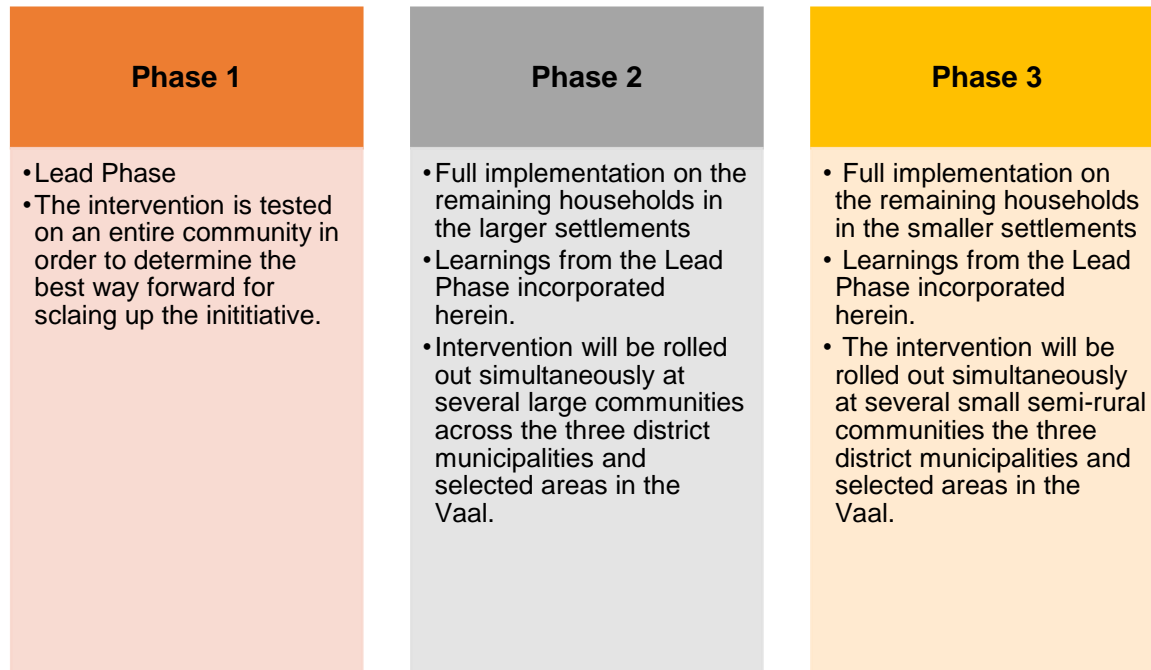 Phase 1
•Lead Phase
•The intervention is tested
on an entire community in
order to determine the
best way forward for
sclaing up the inititiative.
Phase 2
•Full implementation on the
remaining households in
the larger settlements
•Learnings from the Lead
Phase incorporated
herein.
•Intervention will be rolled
out simultaneously at
several large communities
across the three district
municipalities and
selected areas in the
Vaal.
Phase 3
• Full implementation on
the remaining households
in the smaller settlements
• Learnings from the Lead
Phase incorporated
herein.
• The intervention will be
rolled out simultaneously
at several small semi-rural
communities the three
district municipalities and
selected areas in the
Vaal.